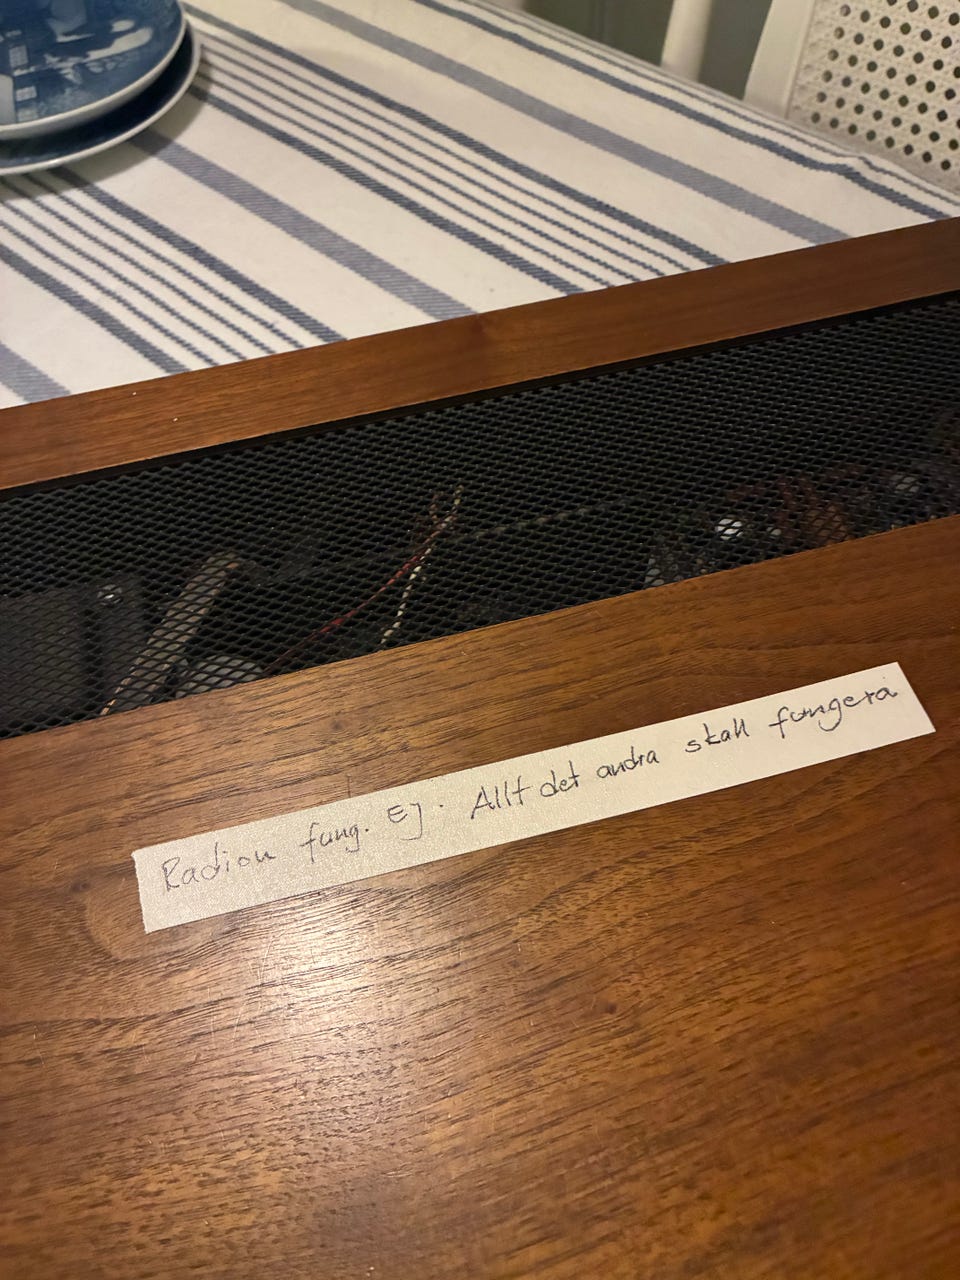 Radion fung. Ej. Allt det andra skall fungera